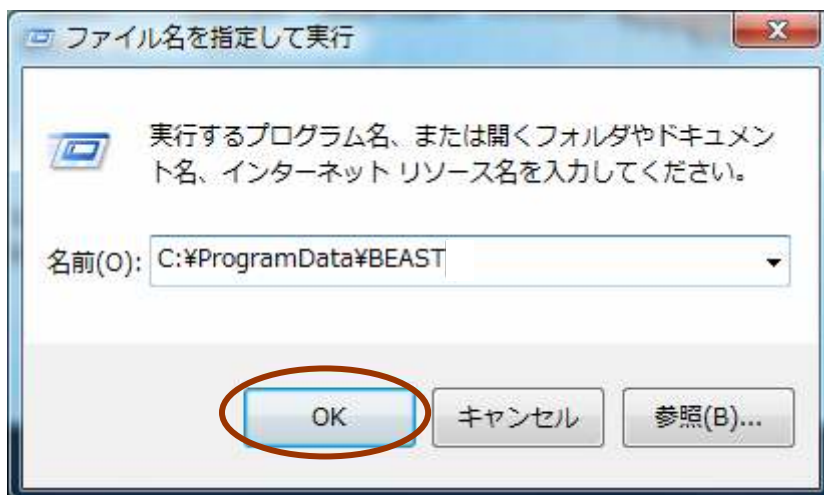 ファイル名を指定して実行
実行するプログラム名、または開くフォルダやドキュメン
ト名、インターネット リソース名を入力してください。
名前(O): C:¥ProgramData¥BEAST
OK キャンセル 参照(B)...